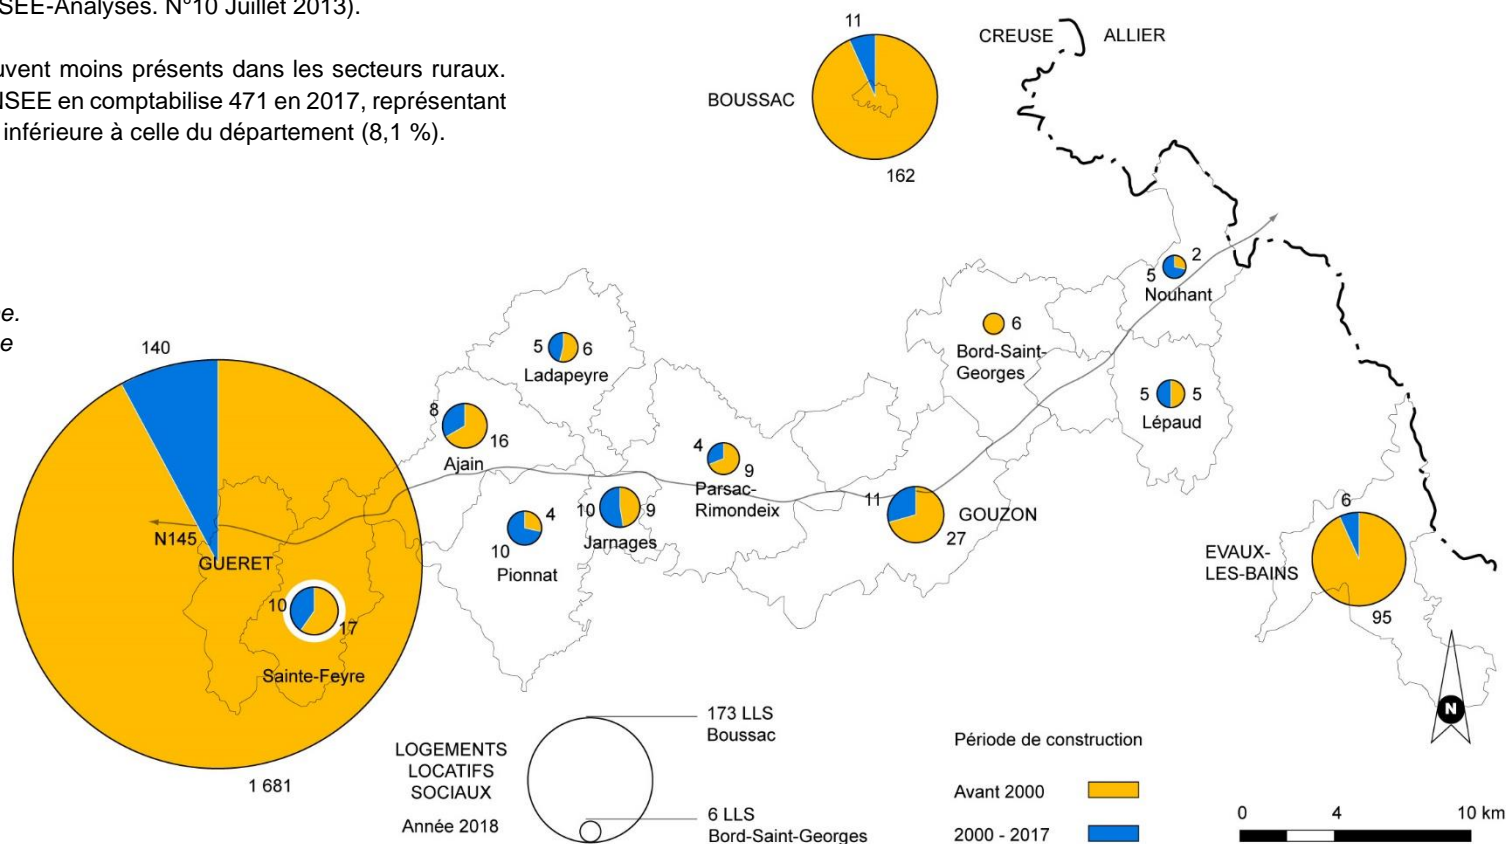 SEE-Analyses. N°10 Juillet 2013).
uvent moins présents dans les secteurs ruraux.
NSEE en comptabilise 471 en 2017, représentant
inférieure à celle du département (8,1 %).
e.
e
11
BOUSSAC
162
CREUSE
ALLIER
140
N145
GUERET
10
17
Sainte-Feyre
1 681
5
6
Ladapeyre
8
16
Ajain
4
10
Pionnat
10
9
Jarnages
4
9
Parsac-
Rimondeix
11
GOUZON
27
6
Bord-Saint-
Georges
2
5
Nouhant
5
5
Lépaud
6
EVAUX-
LES-BAINS
95
N
LOGEMENTS
LOCATIFS
SOCIAUX
Année 2018
173 LLS
Boussac
6 LLS
Bord-Saint-Georges
Période de construction
Avant 2000
2000 - 2017
0 4 10 km